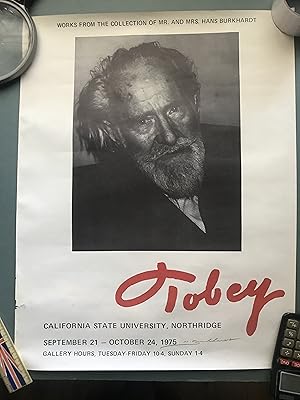 WORKS FROM THE COLLECTION OF MR. AND MRS. HANS BURKHARDT
Tobey
CALIFORNIA STATE UNIVERSITY, NORTHRIDGE
SEPTEMBER 21 – OCTOBER 24, 1975
GALLERY HOURS, TUESDAY-FRIDAY 10-4, SUNDAY 1-4